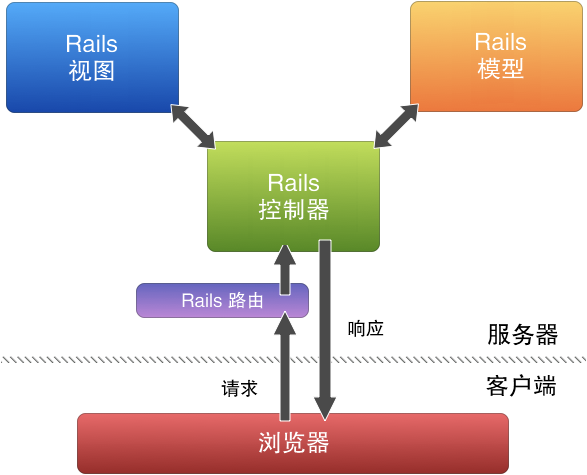 Rails
视图
Rails
模型
Rails
控制器
Rails 路由
响应
服务器
请求
客户端
浏览器